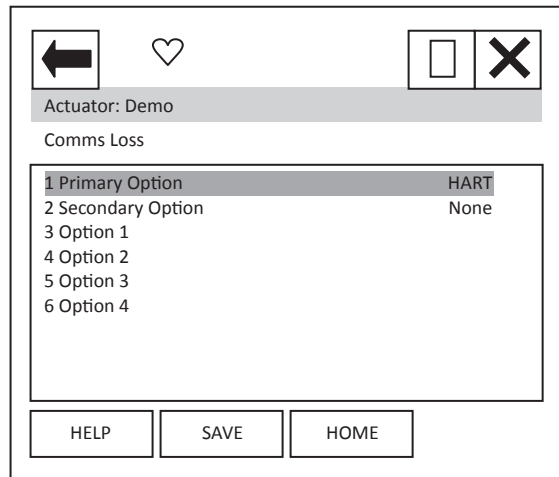 Actuator: Demo
Comms Loss
1 Primary Option HART
2 Secondary Option None
3 Option 1
4 Option 2
5 Option 3
6 Option 4
HELP SAVE HOME